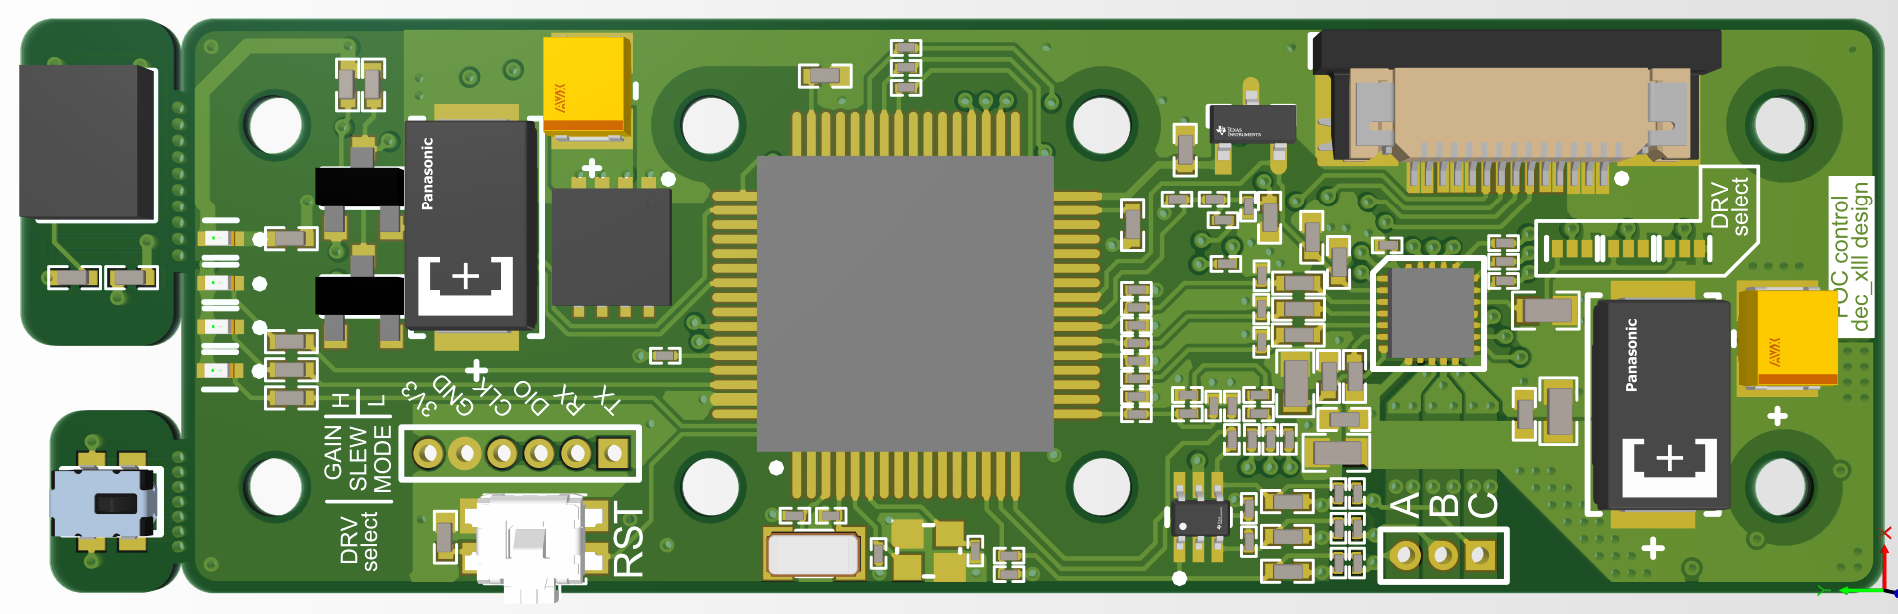 AVX
Panasonic
TEXAS
INSTRUMENTS
DRV
select
FOC control
dec_xIII design
Panasonic
AVX
H
L
3V3
GND
CLK
DIO
RX
TX
GAIN
SLEW
MODE
DRV
select
RST
A
B
C
X
Y